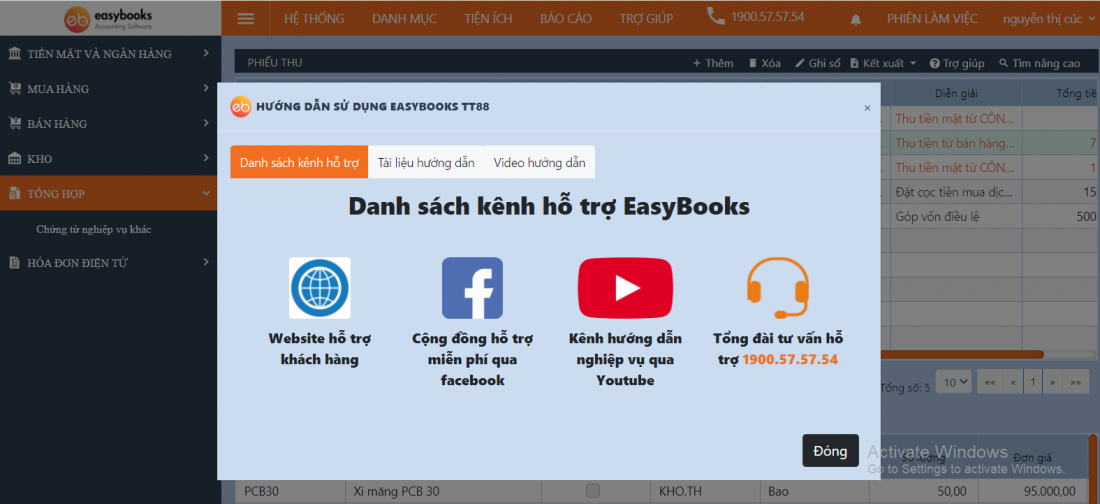 easybooks
Accounting Software
HỆ THỐNG
DANH MỤC
TIỆN ÍCH
BÁO CÁO
TRỢ GIÚP
1900.57.57.54
PHIÊN LÀM VIỆC
nguyễn thị cúc
TIỀN MẶT VÀ NGÂN HÀNG
MUA HÀNG
BÁN HÀNG
KHO
TỔNG HỢP
Chứng từ nghiệp vụ khác
HÓA ĐƠN ĐIỆN TỬ
PHIẾU THU
+ Thêm
Xóa
Ghi sổ
Kết xuất
Trợ giúp
Tìm nâng cao
Diễn giải
Tổng tiề
Thu tiền mặt từ CÔN...
Thu tiền từ bán hàng...
7
Thu tiền mặt từ CÔN...
1
Đặt cọc tiền mua dịc...
15
Góp vốn điều lệ
500
eb HƯỚNG DẪN SỬ DỤNG EASYBOOKS TT88
×
Danh sách kênh hỗ trợ
Tài liệu hướng dẫn
Video hướng dẫn
Danh sách kênh hỗ trợ EasyBooks
Website hỗ trợ
khách hàng
Cộng đồng hỗ trợ
miễn phí qua
facebook
Kênh hướng dẫn
nghiệp vụ qua
Youtube
Tổng đài tư vấn hỗ
trợ 1900.57.57.54
Tổng số: 5
10
«« « 1 » »»
Đóng
Activate Windows
Go to Settings to activate Windows.
Số lượng
Đơn giá
PCB30
Xi măng PCB 30
KHO.TH
Bao
50,00
95.000,00